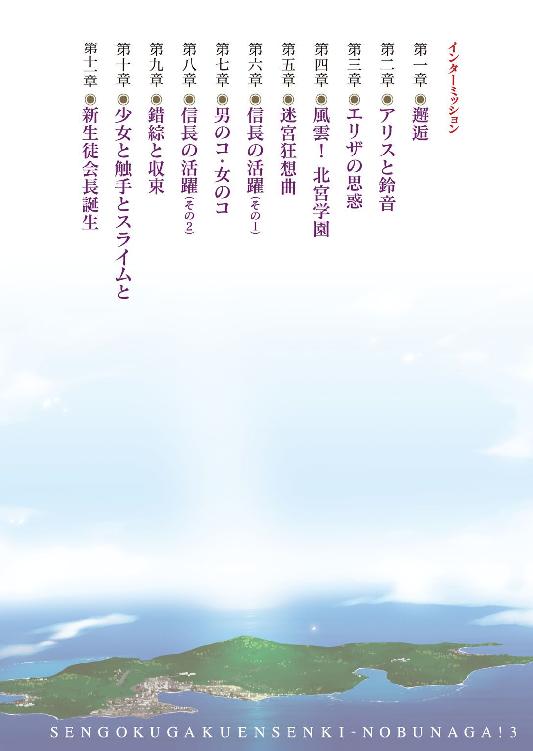 インターミッション
第一章●邂逅
第二章●アリスと鈴音
第三章●エリザの思惑
第四章●風雲！ 北宮学園
第五章●迷宮狂想曲
第六章●信長の活躍（その1）
第七章●男のコ・女のコ
第八章●信長の活躍（その2）
第九章●錯綜と収束
第十章●少女と触手とスライムと
第十一章●新生徒会長誕生
SENGOKUGAKUENSENKI-NOBUNAGA!3